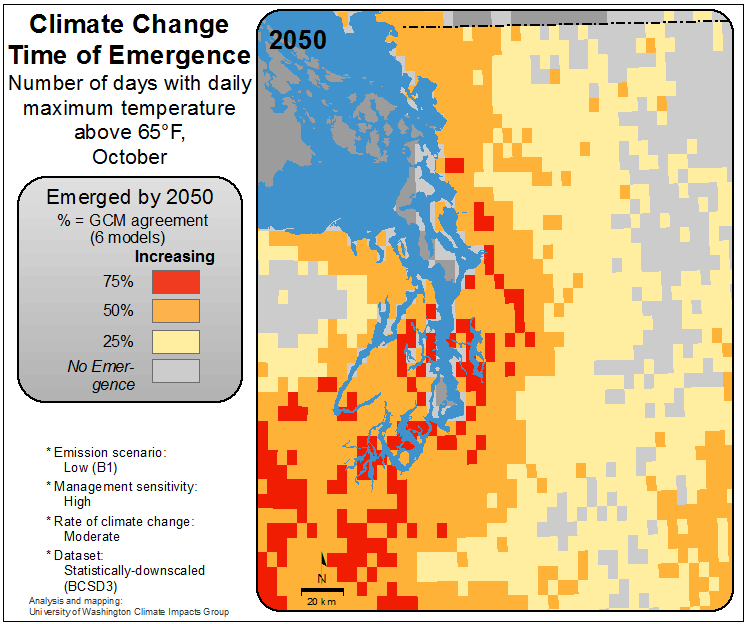 Climate Change
Time of Emergence
Number of days with daily
maximum temperature
above 65°F,
October
2050
Emerged by 2050
% = GCM agreement
(6 models)
Increasing
75%
50%
25%
No Emer-
gence
* Emission scenario:
Low (B1)
* Management sensitivity:
High
* Rate of climate change:
Moderate
* Dataset:
Statistically-downscaled
(BCSD3)
Analysis and mapping:
University of Washington Climate Impacts Group
N
20 km